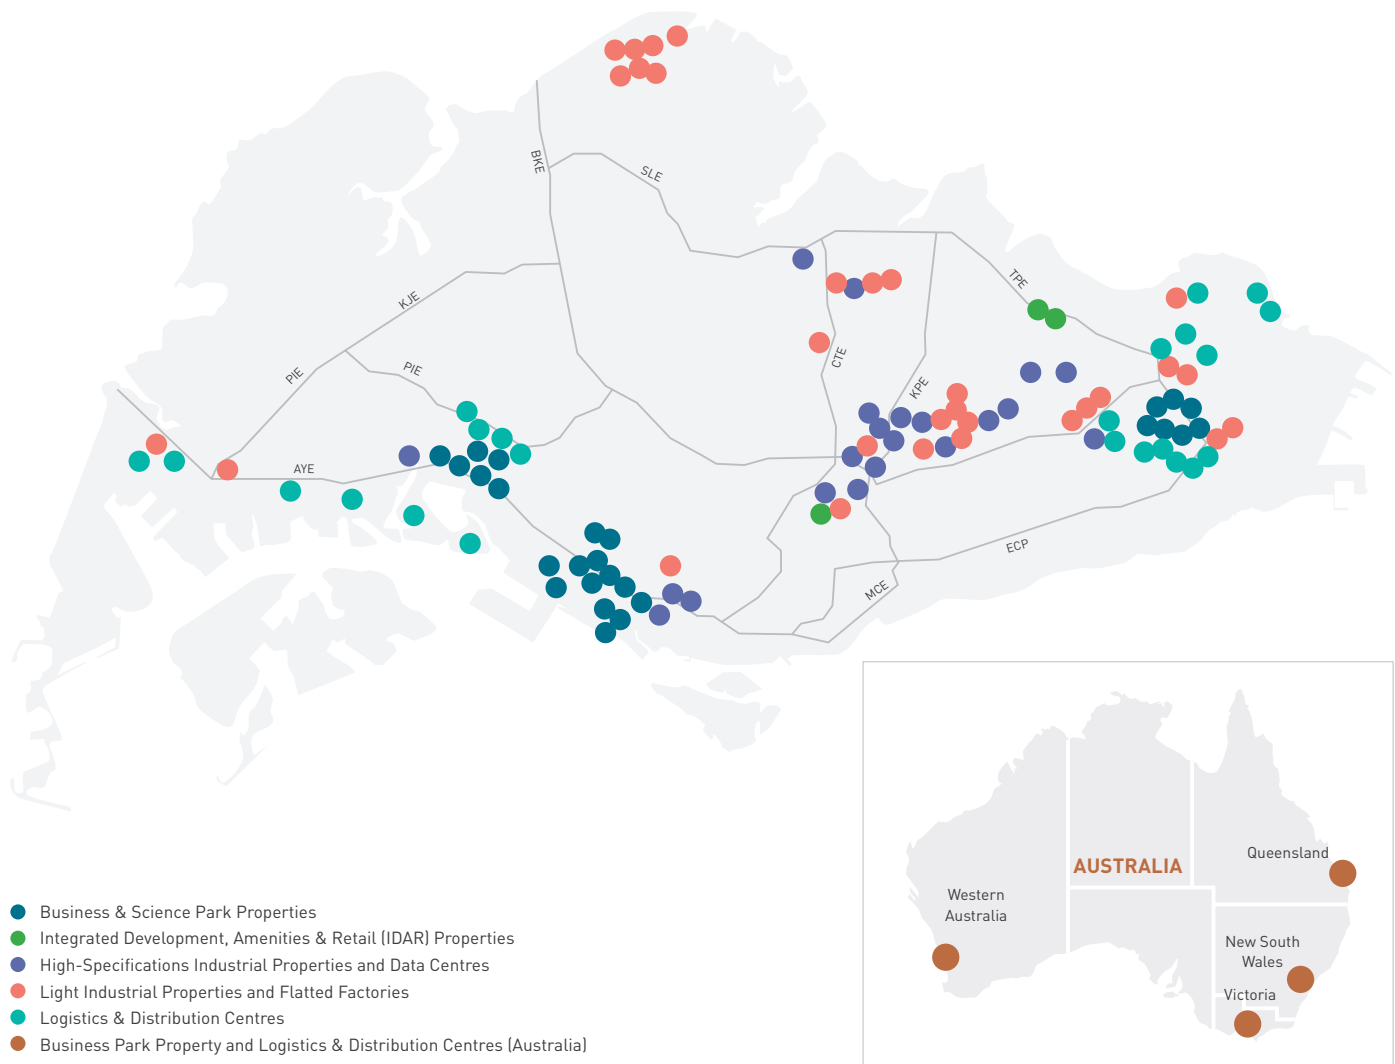 BKE
SLE
KJE
PIE
PIE
AYE
CTE
KPE
TPE
ECP
MCE
AUSTRALIA
Queensland
Western
Australia
New South
Wales
Victoria
Business & Science Park Properties
Integrated Development, Amenities & Retail (IDAR) Properties
High-Specifications Industrial Properties and Data Centres
Light Industrial Properties and Flatted Factories
Logistics & Distribution Centres
Business Park Property and Logistics & Distribution Centres (Australia)